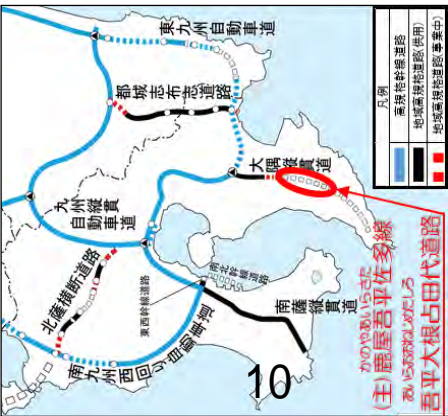 東九州自動車道
都城志布志道路
大隅縦貫道
九州縦貫
自動車道
北薩横断道路
東西幹線道路
南北幹線道路
南九州西回り自動車道
南薩縦貫道
凡例
高規格幹線道路
地域高規格道路(供用)
地域高規格道路(事業中)
かのやあいらさた
(主)鹿屋吾平佐多線
あいらおおねじめたしろ
吾平大根占田代道路
10